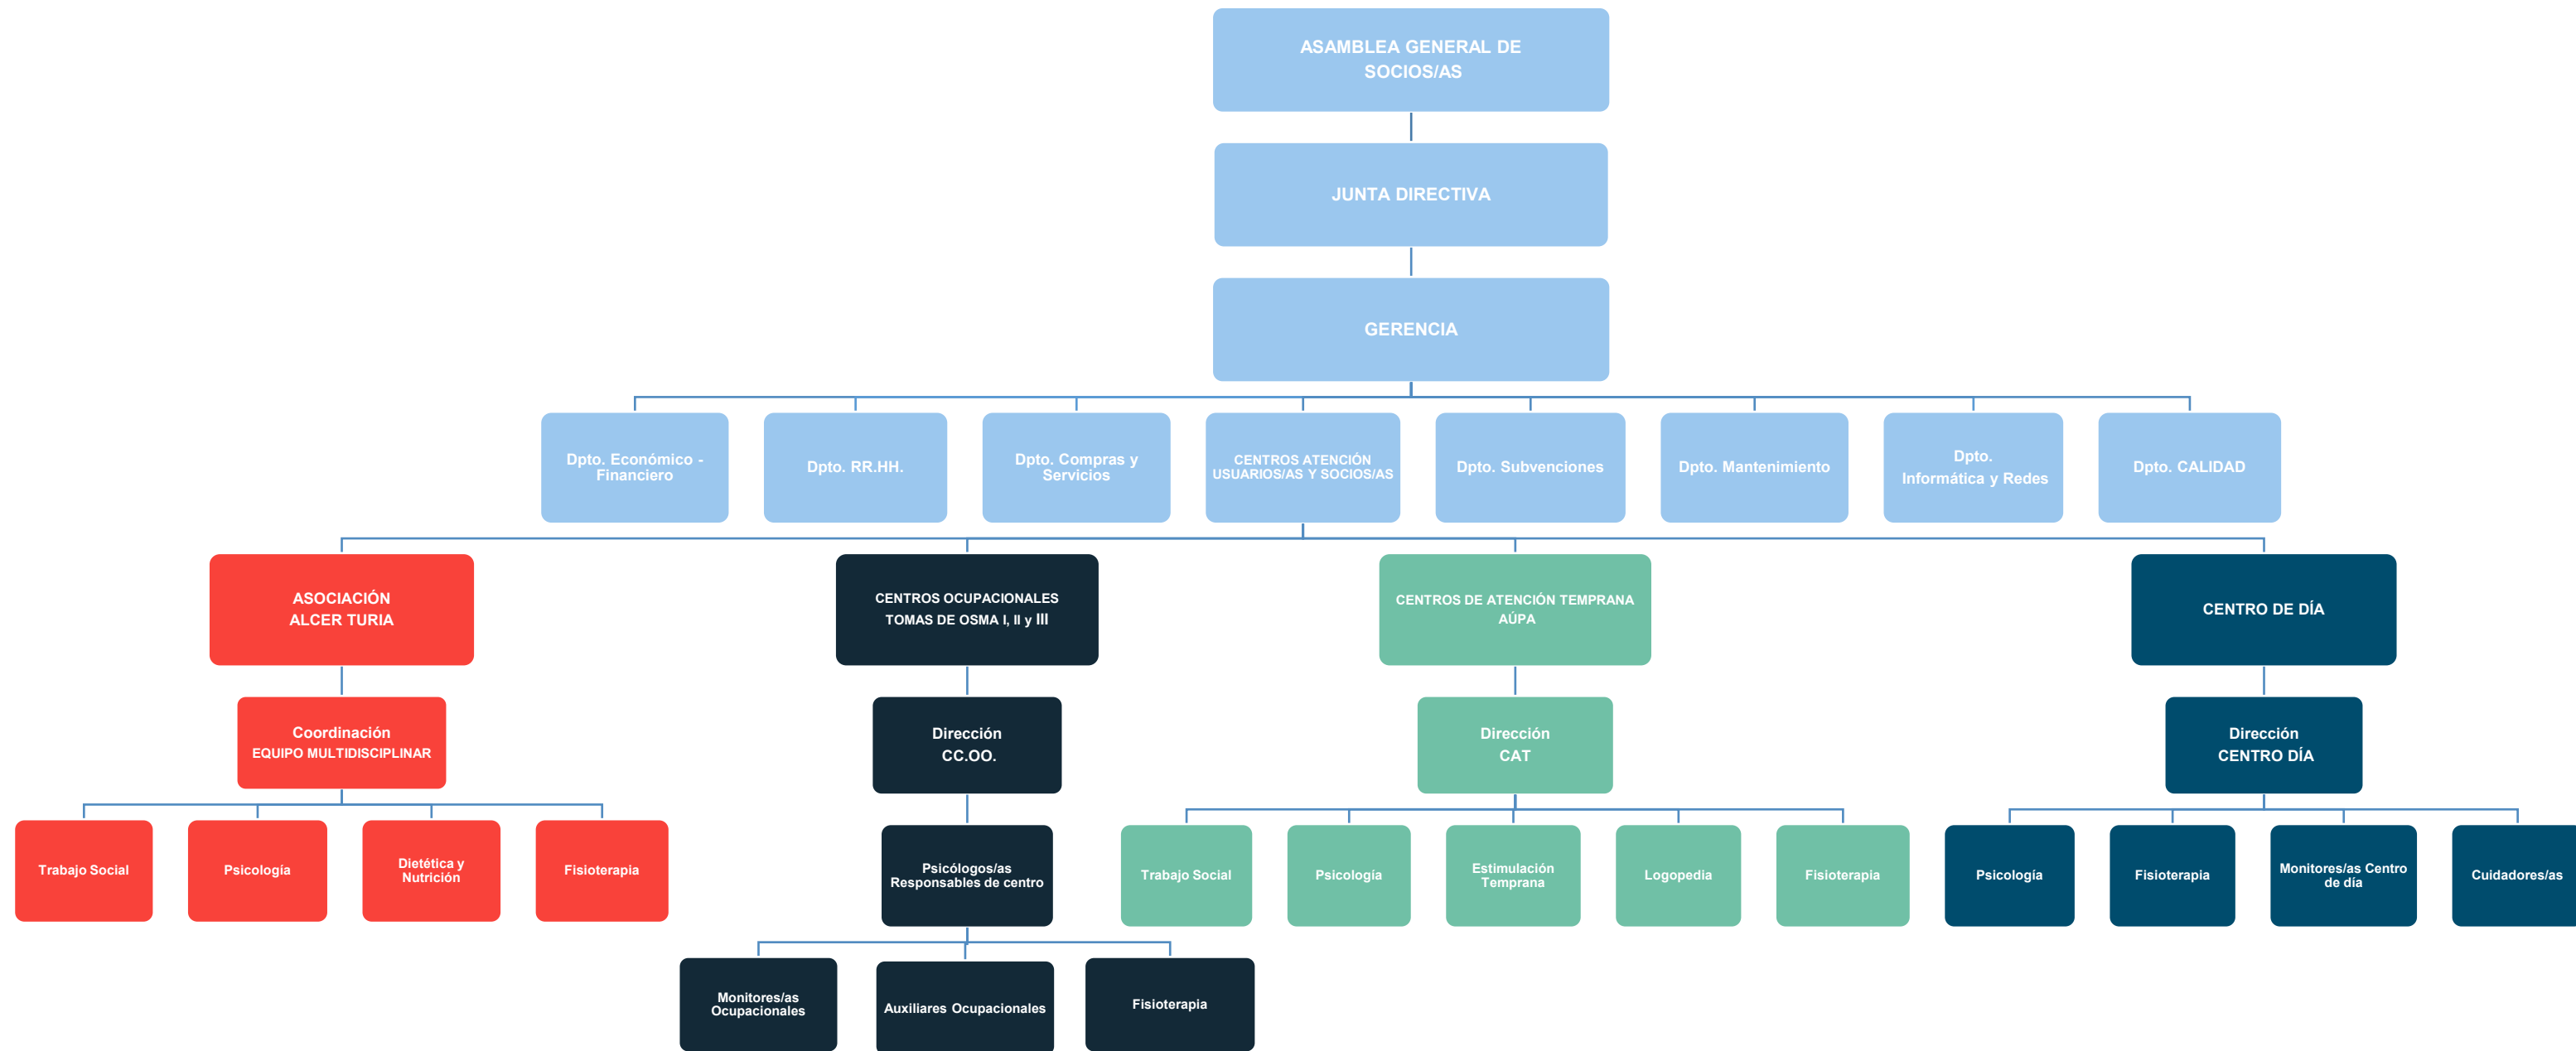 ASAMBLEA GENERAL DE
SOCIOS/AS
JUNTA DIRECTIVA
GERENCIA
Dpto. Económico -
Financiero
Dpto. RR.HH.
Dpto. Compras y
Servicios
CENTROS ATENCIÓN
USUARIOS/AS Y SOCIOS/AS
Dpto. Subvenciones
Dpto. Mantenimiento
Dpto.
Informática y Redes
Dpto. CALIDAD
ASOCIACIÓN
ALCER TURIA
CENTROS OCUPACIONALES
TOMAS DE OSMA I, II y III
CENTROS DE ATENCIÓN TEMPRANA
AÚPA
CENTRO DE DÍA
Coordinación
EQUIPO MULTIDISCIPLINAR
Dirección
CC.OO.
Dirección
CAT
Dirección
CENTRO DÍA
Trabajo Social
Psicología
Dietética y
Nutrición
Fisioterapia
Psicólogos/as
Responsables de centro
Trabajo Social
Psicología
Estimulación
Temprana
Logopedia
Fisioterapia
Psicología
Fisioterapia
Monitores/as Centro
de día
Cuidadores/as
Monitores/as
Ocupacionales
Auxiliares Ocupacionales
Fisioterapia